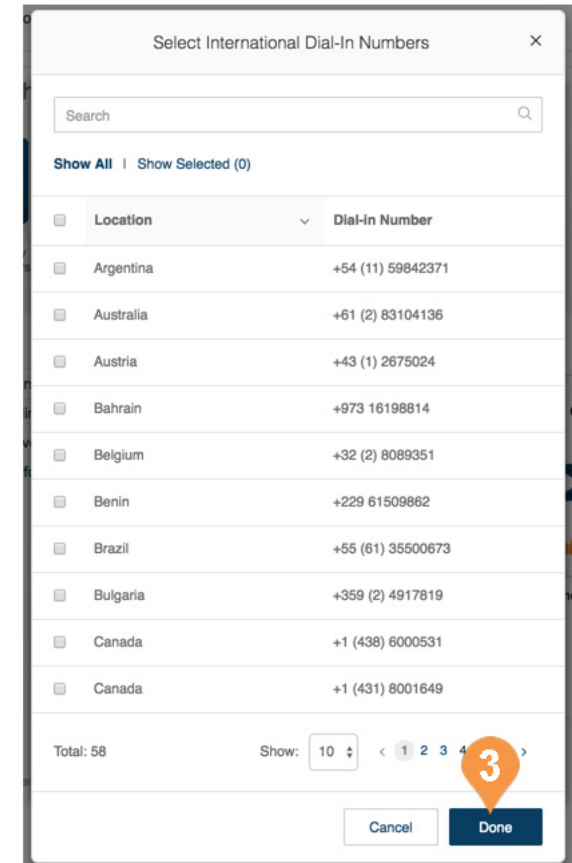 Select International Dial-In Numbers ×
Search
Show All | Show Selected (0)
Location Dial-in Number
Argentina +54 (11) 59842371
Australia +61 (2) 83104136
Austria +43 (1) 2675024
Bahrain +973 16198814
Belgium +32 (2) 8089351
Benin +229 61509862
Brazil +55 (61) 35500673
Bulgaria +359 (2) 4917819
Canada +1 (438) 6000531
Canada +1 (431) 8001649
Total: 58 Show: 10 < 1 2 3 4 >
3
Cancel Done